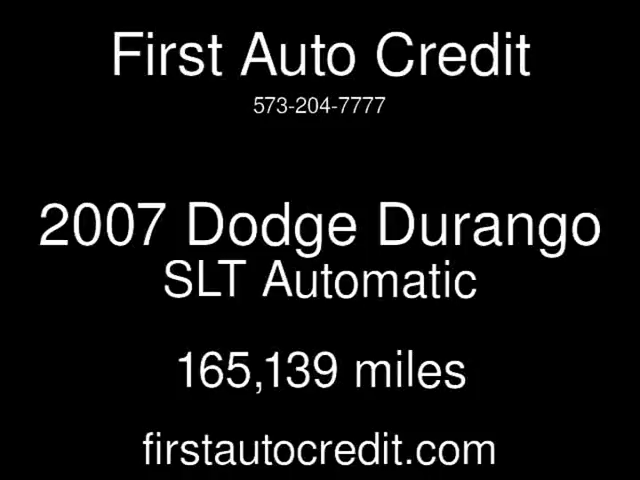 First Auto Credit
573-204-7777
2007 Dodge Durango
SLT Automatic
165,139 miles
firstautocredit.com